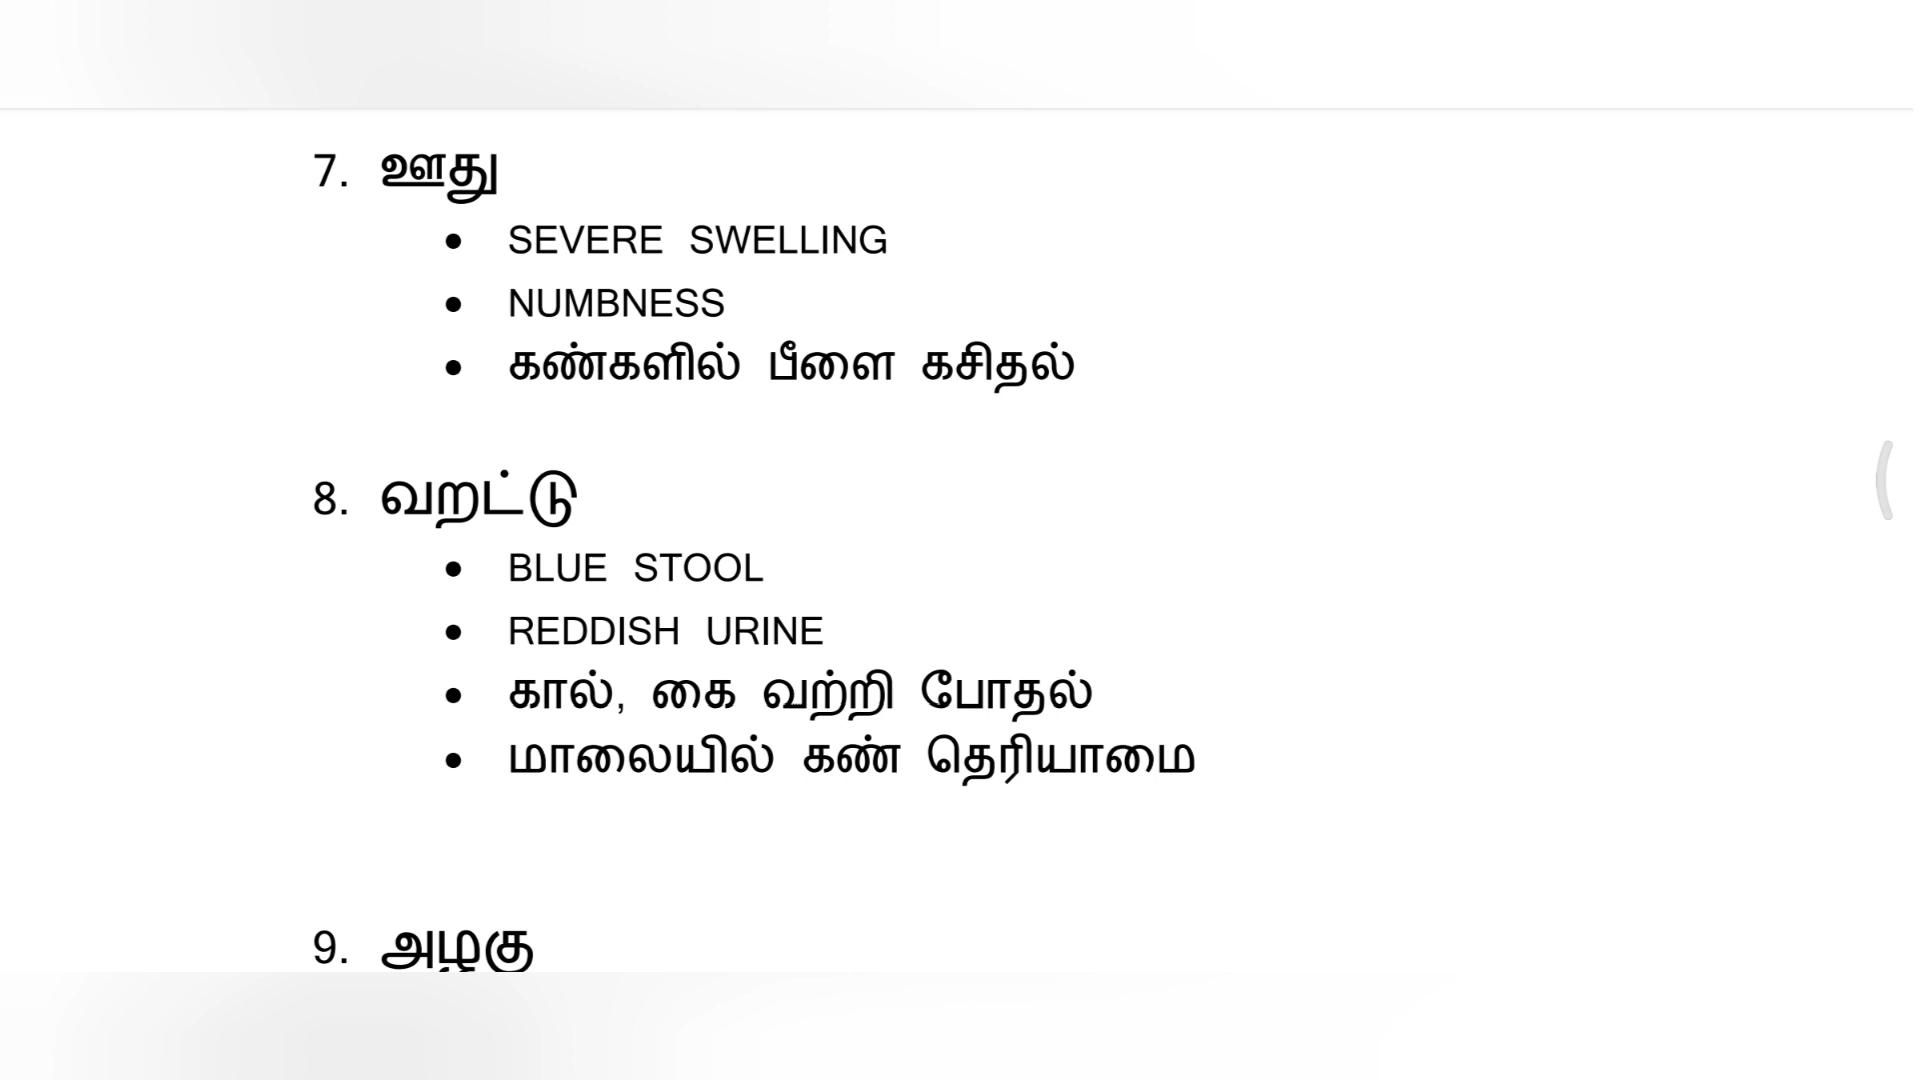 7. ஊது
• SEVERE SWELLING
• NUMBNESS
• கண்களில் பீளை கசிதல்
8. வறட்டு
• BLUE STOOL
• REDDISH URINE
• கால், கை வற்றி போதல்
• மாலையில் கண் தெரியாமை
9. அழகு